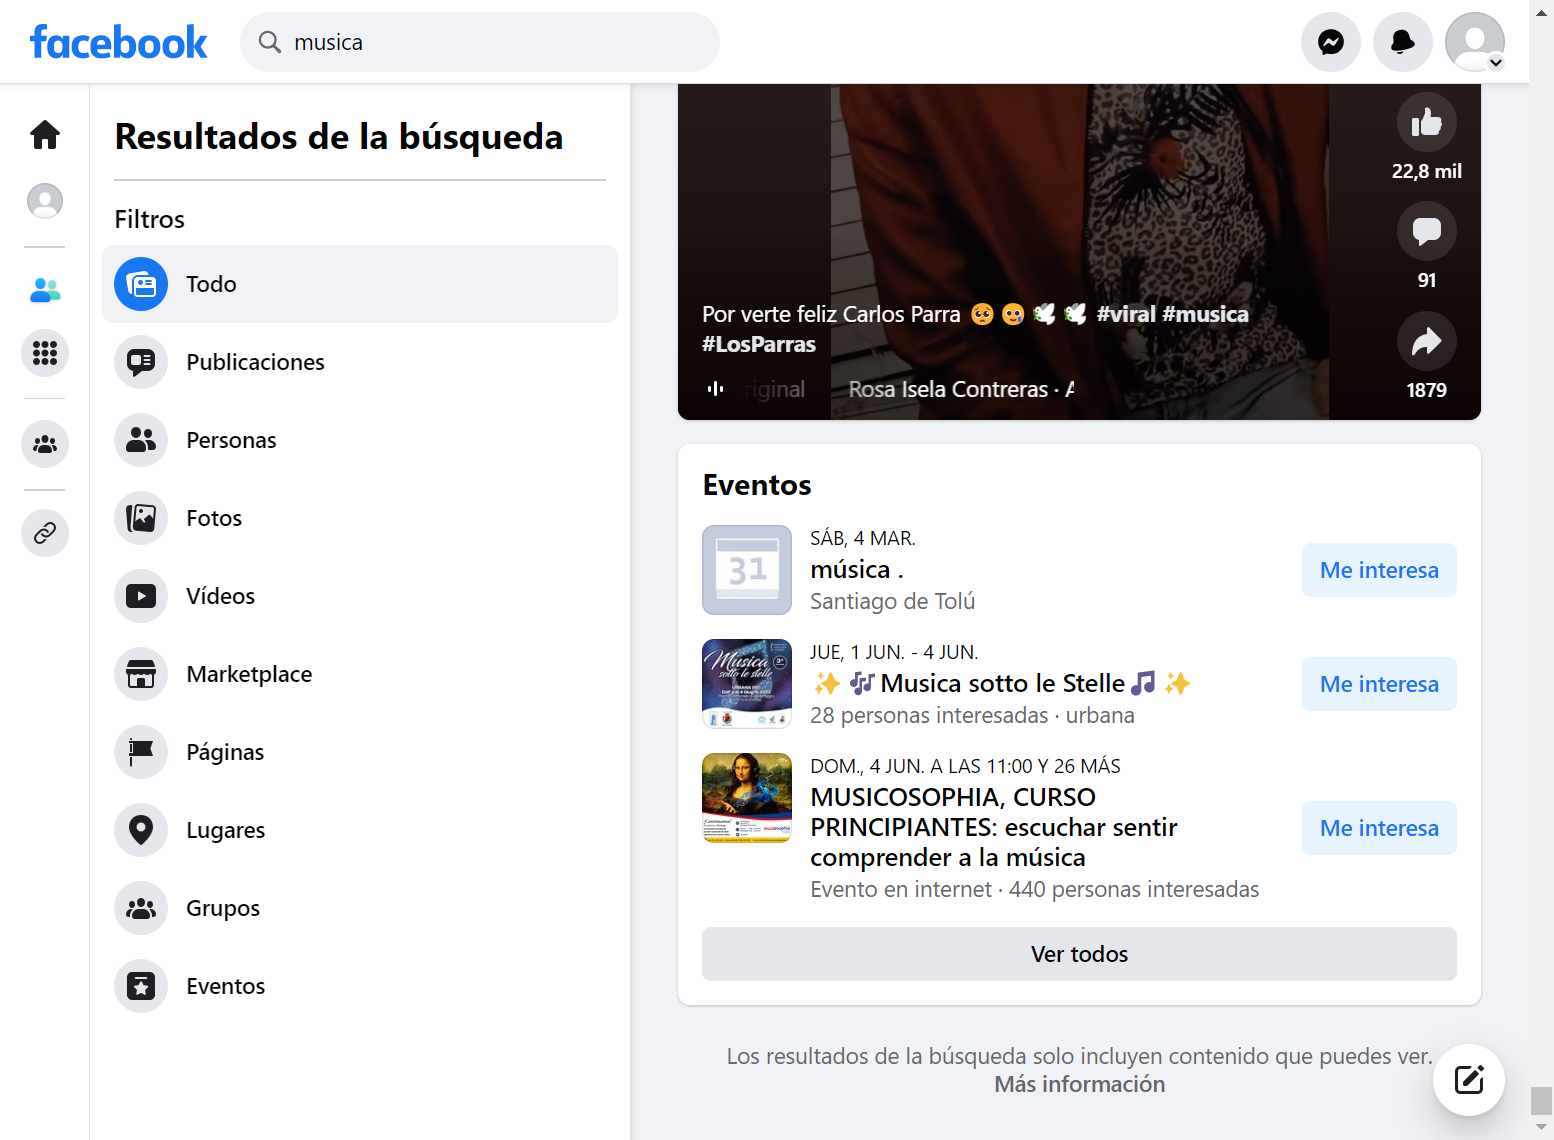 facebook
musica
Resultados de la búsqueda
Filtros
Todo
Publicaciones
Personas
Fotos
Vídeos
Marketplace
Páginas
Lugares
Grupos
Eventos
22,8 mil
91
Por verte feliz Carlos Parra 🥺 🥲 🕊️ 🕊️ #viral #musica
#LosParras
Rosa Isela Contreras ·
1879
Eventos
31
SÁB, 4 MAR.
música .
Santiago de Tolú
Me interesa
Musica
sotto le stelle
JUE, 1 JUN. - 4 JUN.
✨ 🎶 Musica sotto le Stelle 🎵 ✨
28 personas interesadas · urbana
Me interesa
DOM., 4 JUN. A LAS 11:00 Y 26 MÁS
MUSICOSOPHIA, CURSO
PRINCIPIANTES: escuchar sentir
comprender a la música
Evento en internet · 440 personas interesadas
Me interesa
Ver todos
Los resultados de la búsqueda solo incluyen contenido que puedes ver.
Más información